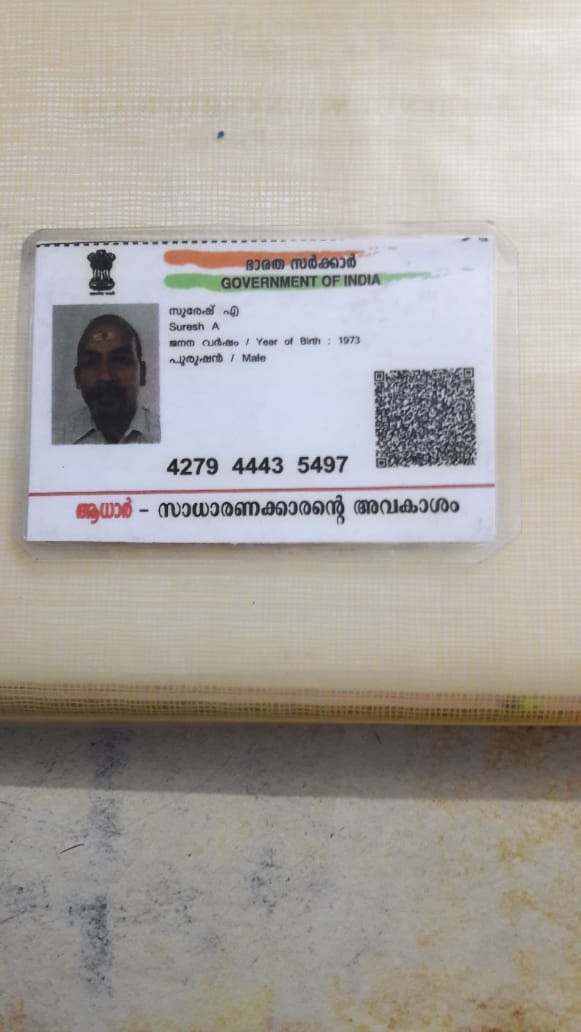 ഭാരത സർക്കാർ
GOVERNMENT OF INDIA
സുരേഷ് എ
Suresh A
ജനന വർഷം / Year of Birth : 1973
പുരുഷൻ / Male
4279 4443 5497
ആധാർ - സാധാരണക്കാരന്റെ അവകാശം